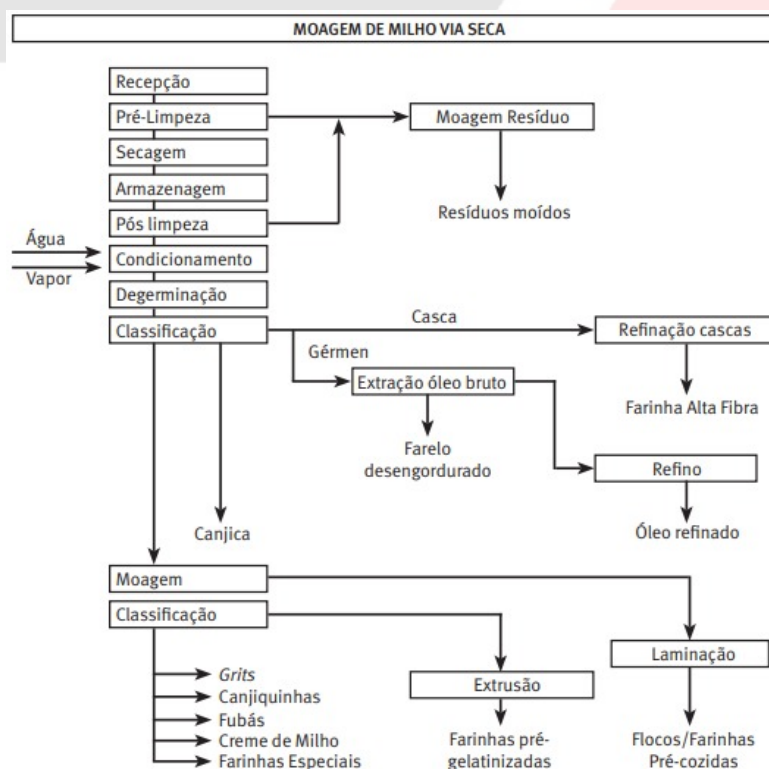 MOAGEM DE MILHO VIA SECA
Recepção
Pré-Limpeza
Moagem Resíduo
Secagem
Armazenagem
Resíduos moídos
Pós limpeza
Água
Condicionamento
Vapor
Degerminação
Classificação
Casca
Refinação cascas
Gérmen
Extração óleo bruto
Farinha Alta Fibra
Farelo
desengordurado
Refino
Canjica
Óleo refinado
Moagem
Classificação
Laminação
Grits
Extrusão
Canjiquinhas
Fubás
Creme de Milho
Farinhas Especiais
Farinhas pré-
gelatinizadas
Flocos/Farinhas
Pré-cozidas